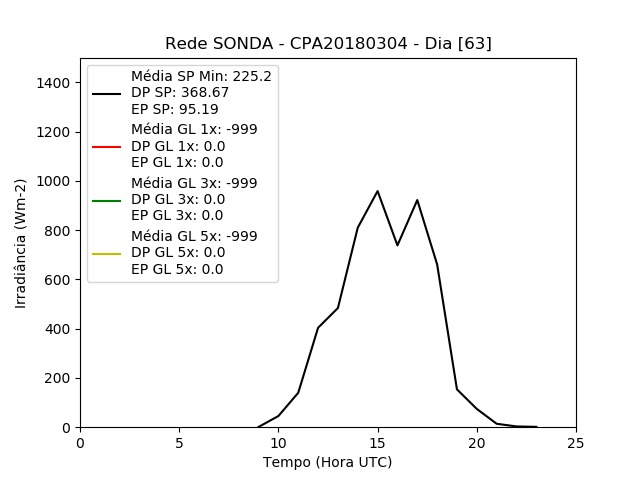 Rede SONDA - CPA20180304 - Dia [63]
Média SP Min: 225.2
DP SP: 368.67
EP SP: 95.19
Média GL 1x: -999
DP GL 1x: 0.0
EP GL 1x: 0.0
Média GL 3x: -999
DP GL 3x: 0.0
EP GL 3x: 0.0
Média GL 5x: -999
DP GL 5x: 0.0
EP GL 5x: 0.0
Irradiância (Wm-2)
1400
1200
1000
800
600
400
200
0
0 5 10 15 20 25
Tempo (Hora UTC)